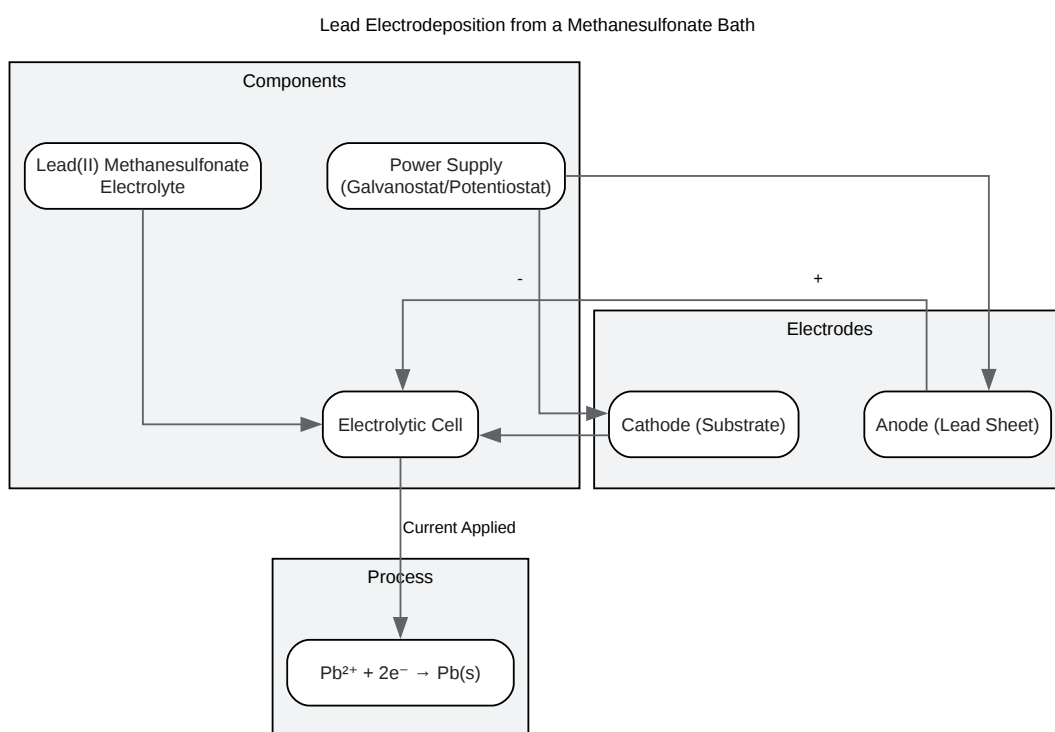 Lead Electrodeposition from a Methanesulfonate Bath
Components
Lead(II) Methanesulfonate
Electrolyte
Power Supply
(Galvanostat/Potentiostat)
-
+
Electrodes
Electrolytic Cell
Cathode (Substrate)
Anode (Lead Sheet)
Current Applied
Process
Pb²⁺ + 2e⁻ → Pb(s)